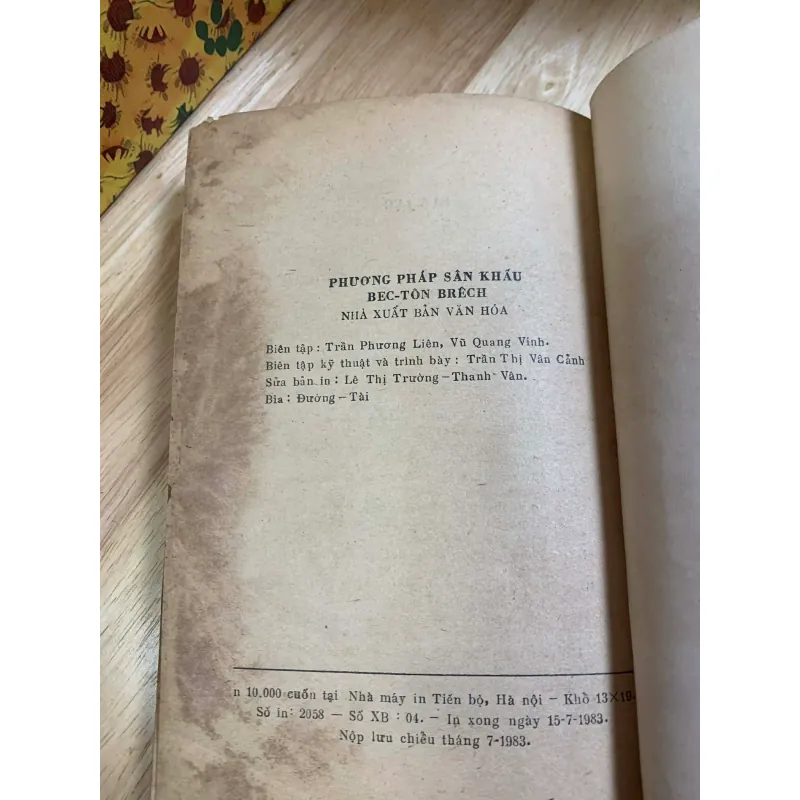 PHƯƠNG PHÁP SÂN KHẤU
BEC-TÔN BRÊCH
NHÀ XUẤT BẢN VĂN HÓA
Biên tập : Trần Phương Liên, Vũ Quang Vinh.
Biên tập kỹ thuật và trình bày : Trần Thị Vân Cảnh
Sửa bản in : Lê Thị Trường – Thanh Vân.
Bìa : Đường – Tài
n 10.000 cuốn tại Nhà máy in Tiến bộ, Hà nội – Khổ 13×19
Số in: 2058 – Số XB : 04. – In xong ngày 15-7-1983.
Nộp lưu chiểu tháng 7-1983.